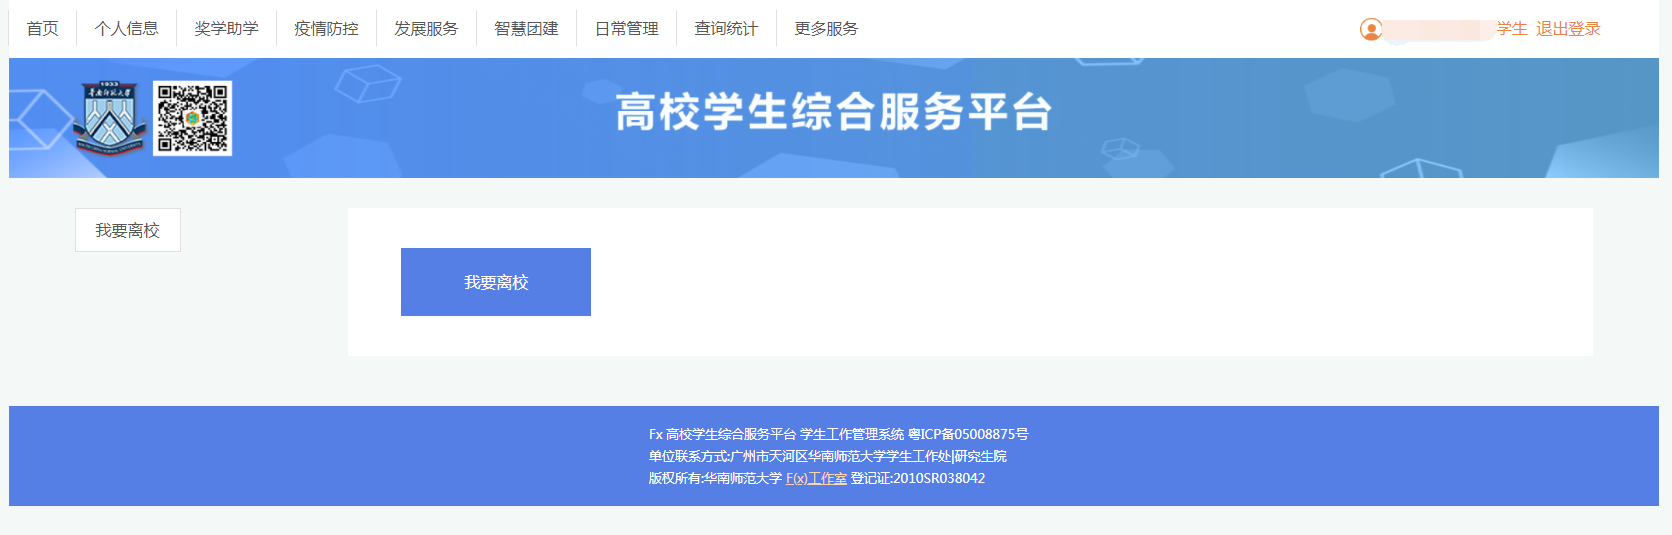 首页 个人信息 奖学助学 疫情防控 发展服务 智慧团建 日常管理 查询统计 更多服务 学生 退出登录
1933
华南师范大学
高校学生综合服务平台
我要离校
我要离校
Fx 高校学生综合服务平台 学生工作管理系统 粤ICP备05008875号
单位联系方式:广州市天河区华南师范大学学生工作处|研究生院
版权所有:华南师范大学 F(x)工作室 登记证:2010SR038042